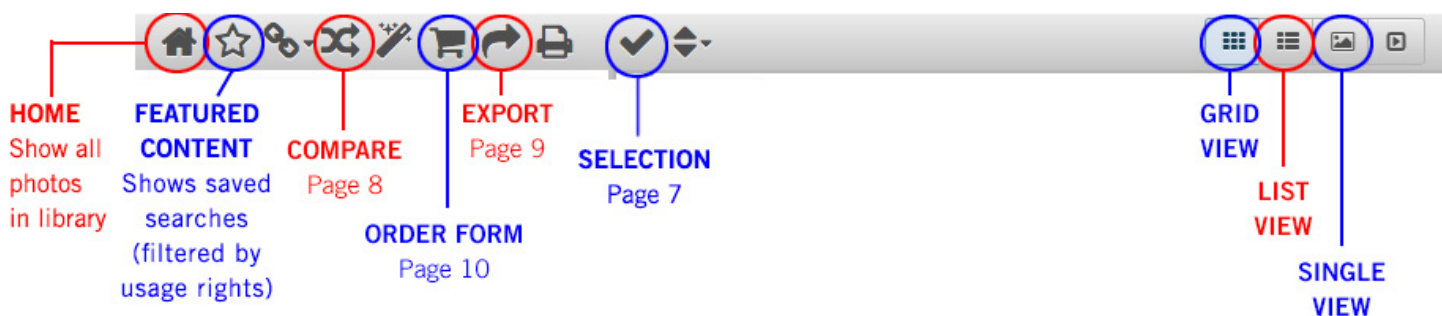 HOME
Show all
photos
in library
FEATURED
CONTENT
Shows saved
searches
(filtered by
usage rights)
COMPARE
Page 8
ORDER FORM
Page 10
EXPORT
Page 9
SELECTION
Page 7
GRID
VIEW
LIST
VIEW
SINGLE
VIEW